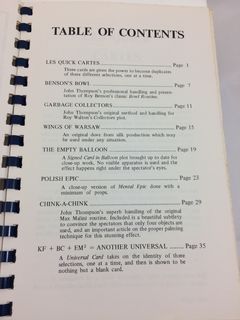 TABLE OF CONTENTS
LES QUICK CARTES Page 1
Three cards are given the power to become duplicates
of three different selections, one at a time.
BENSON'S BOWL Page 7
John Thompson's professional handling and presen-
tation of Roy Benson's classic Bowl Routine.
GARBAGE COLLECTORS Page 11
John Thompson's original method and handling for
Roy Walton's Collectors plot.
WINGS OF WARSAW Page 15
An original dove from silk production which may
be used under any situation.
THE EMPTY BALLOON Page 19
A Signed Card in Balloon plot brought up to date for
close-up work. No visible apparatus is used and the
effect happens right under the spectator's eyes.
POLISH EPIC Page 23
A close-up version of Mental Epic done with a
minimum of props.
CHINK-A-CHINK Page 29
John Thompson's superb handling of the original
Max Malini routine. Included is a beautiful subtlety
to convince the spectators that only four objects are
used, and an important article on the proper palming
technique for this stunning effect.
KF + BC + EM² = ANOTHER UNIVERSAL ........ Page 35
A Universal Card takes on the identity of those
selections, one at a time, and then is shown to be
nothing but a blank card.